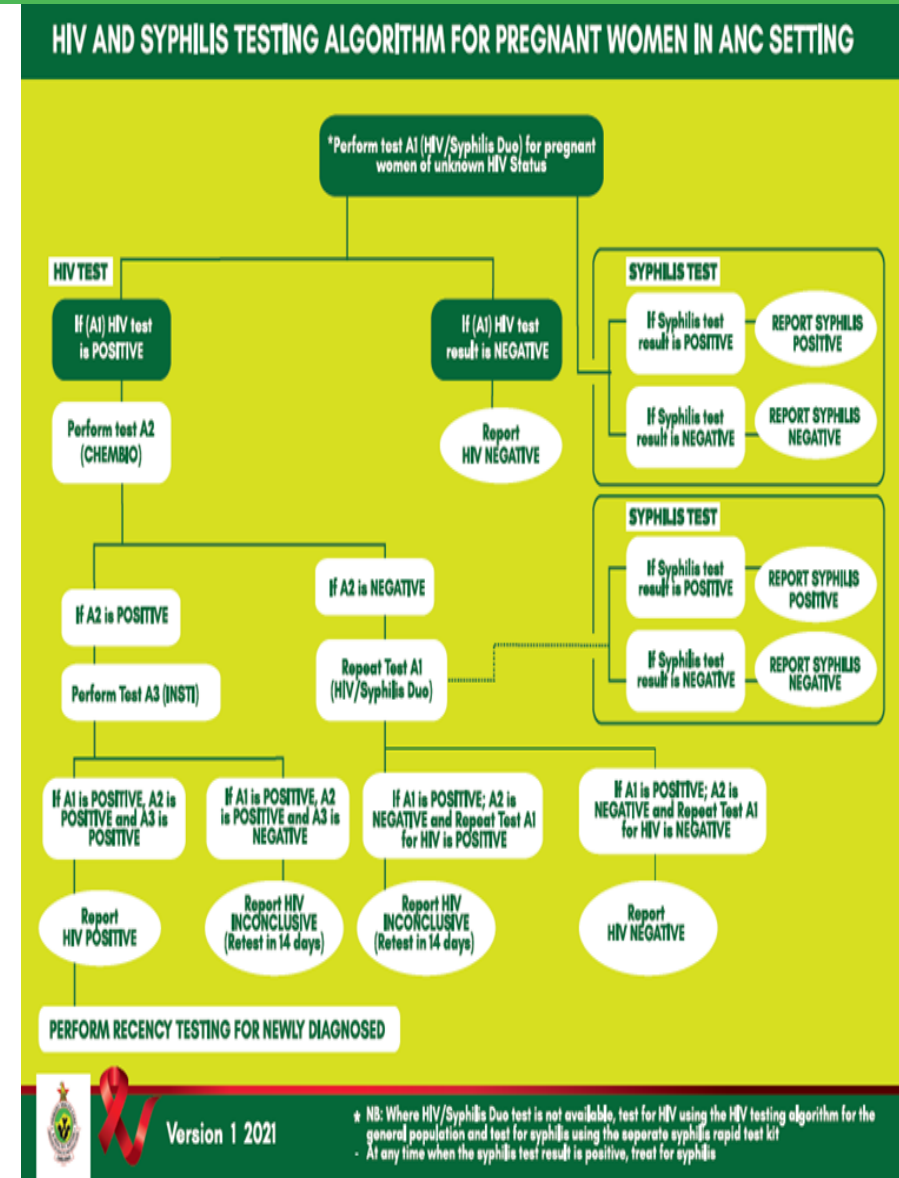 HIV AND SYPHILIS TESTING ALGORITHM FOR PREGNANT WOMEN IN ANC SETTING
*Perform test A1 (HIV/Syphilis Duo) for pregnant
women of unknown HIV Status
HIV TEST
If (A1) HIV test
is POSITIVE
If (A1) HIV test
result is NEGATIVE
Perform test A2
(CHEMBIO)
Report
HIV NEGATIVE
SYPHILIS TEST
If Syphilis test
result is POSITIVE
REPORT SYPHILIS
POSITIVE
If Syphilis test
result is NEGATIVE
REPORT SYPHILIS
NEGATIVE
SYPHILIS TEST
If Syphilis test
result is POSITIVE
REPORT SYPHILIS
POSITIVE
If Syphilis test
result is NEGATIVE
REPORT SYPHILIS
NEGATIVE
If A2 is POSITIVE
If A2 is NEGATIVE
Perform Test A3 (INSTI)
Repeat Test A1
(HIV/Syphilis Duo)
If A1 is POSITIVE, A2 is
POSITIVE and A3 is
POSITIVE
If A1 is POSITIVE, A2
is POSITIVE and A3 is
NEGATIVE
If A1 is POSITIVE; A2 is
NEGATIVE and Repeat Test A1
for HIV is POSITIVE
If A1 is POSITIVE; A2 is
NEGATIVE and Repeat Test A1
for HIV is NEGATIVE
Report
HIV POSITIVE
Report HIV
INCONCLUSIVE
(Retest in 14 days)
Report HIV
INCONCLUSIVE
(Retest in 14 days)
Report
HIV NEGATIVE
PERFORM RECENCY TESTING FOR NEWLY DIAGNOSED
Version 1 2021
* NB: Where HIV/Syphilis Duo test is not available, test for HIV using the HIV testing algorithm for the
general population and test for syphilis using the seperate syphilis rapid test kit
- At any time when the syphilis test result is positive, treat for syphilis